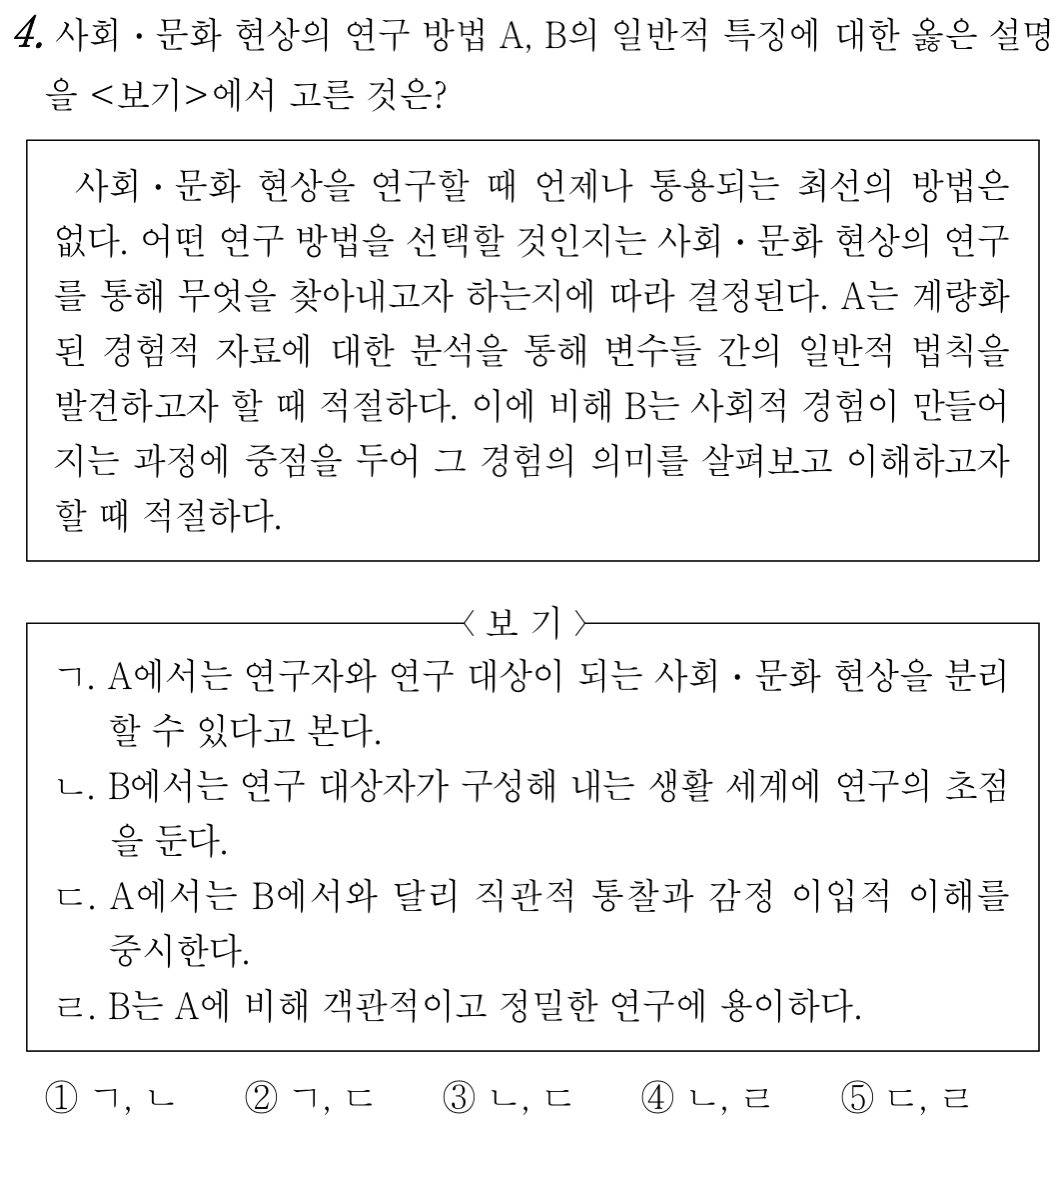 4. 사회·문화 현상의 연구 방법 A, B의 일반적 특징에 대한 옳은 설명
을 <보기>에서 고른 것은?
사회·문화 현상을 연구할 때 언제나 통용되는 최선의 방법은
없다. 어떤 연구 방법을 선택할 것인지는 사회·문화 현상의 연구
를 통해 무엇을 찾아내고자 하는지에 따라 결정된다. A는 계량화
된 경험적 자료에 대한 분석을 통해 변수들 간의 일반적 법칙을
발견하고자 할 때 적절하다. 이에 비해 B는 사회적 경험이 만들어
지는 과정에 중점을 두어 그 경험의 의미를 살펴보고 이해하고자
할 때 적절하다.
〈 보 기 〉
ㄱ. A에서는 연구자와 연구 대상이 되는 사회·문화 현상을 분리
할 수 있다고 본다.
ㄴ. B에서는 연구 대상자가 구성해 내는 생활 세계에 연구의 초점
을 둔다.
ㄷ. A에서는 B에서와 달리 직관적 통찰과 감정 이입적 이해를
중시한다.
ㄹ. B는 A에 비해 객관적이고 정밀한 연구에 용이하다.
① ㄱ, ㄴ ② ㄱ, ㄷ ③ ㄴ, ㄷ ④ ㄴ, ㄹ ⑤ ㄷ, ㄹ